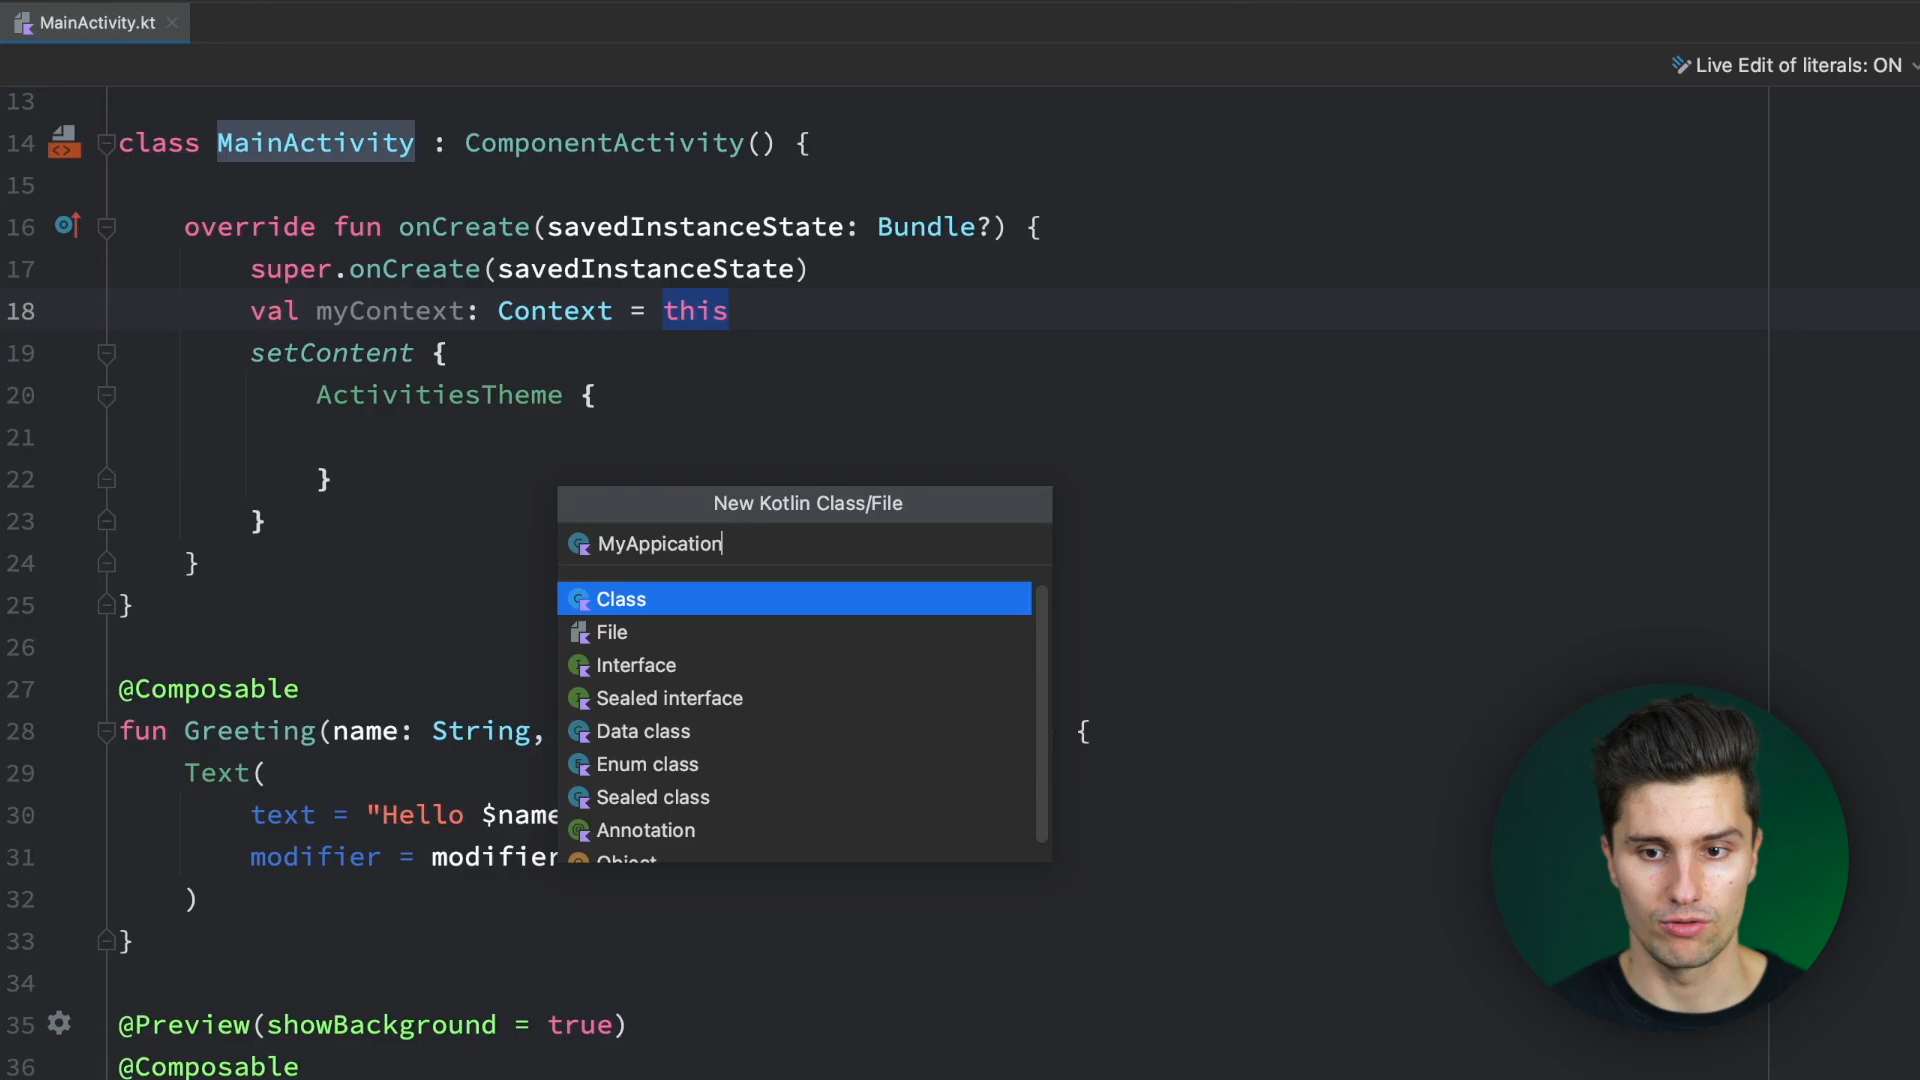 MainActivity.kt
Live Edit of literals: ON
13
14 class MainActivity : ComponentActivity() {
15
16 override fun onCreate(savedInstanceState: Bundle?) {
17 super.onCreate(savedInstanceState)
18 val myContext: Context = this
19 setContent {
20 ActivitiesTheme {
21
22 }
23 }
24 }
25 }
26
27 @Composable
28 fun Greeting(name: String, {
29 Text(
30 text = "Hello $name
31 modifier = modifier
32 )
33 }
34
35 @Preview(showBackground = true)
36 @Composable
New Kotlin Class/File
MyAppication
Class
File
Interface
Sealed interface
Data class
Enum class
Sealed class
Annotation
Object